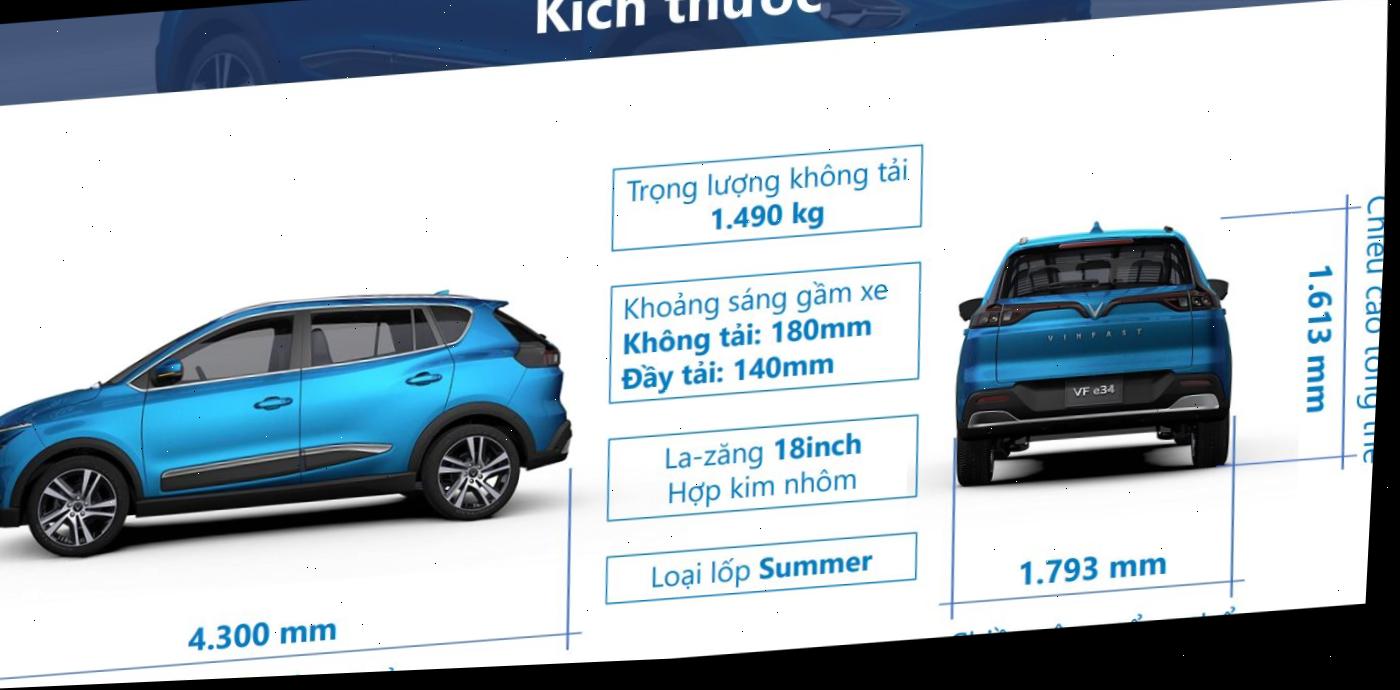 Kích thước
Trọng lượng không tải
1.490 kg
Khoảng sáng gầm xe
Không tải: 180mm
Đầy tải: 140mm
La-zăng 18inch
Hợp kim nhôm
Loại lốp Summer
VINFAST
VF e34
1.613 mm
Chiều cao tổng thể
1.793 mm
4.300 mm